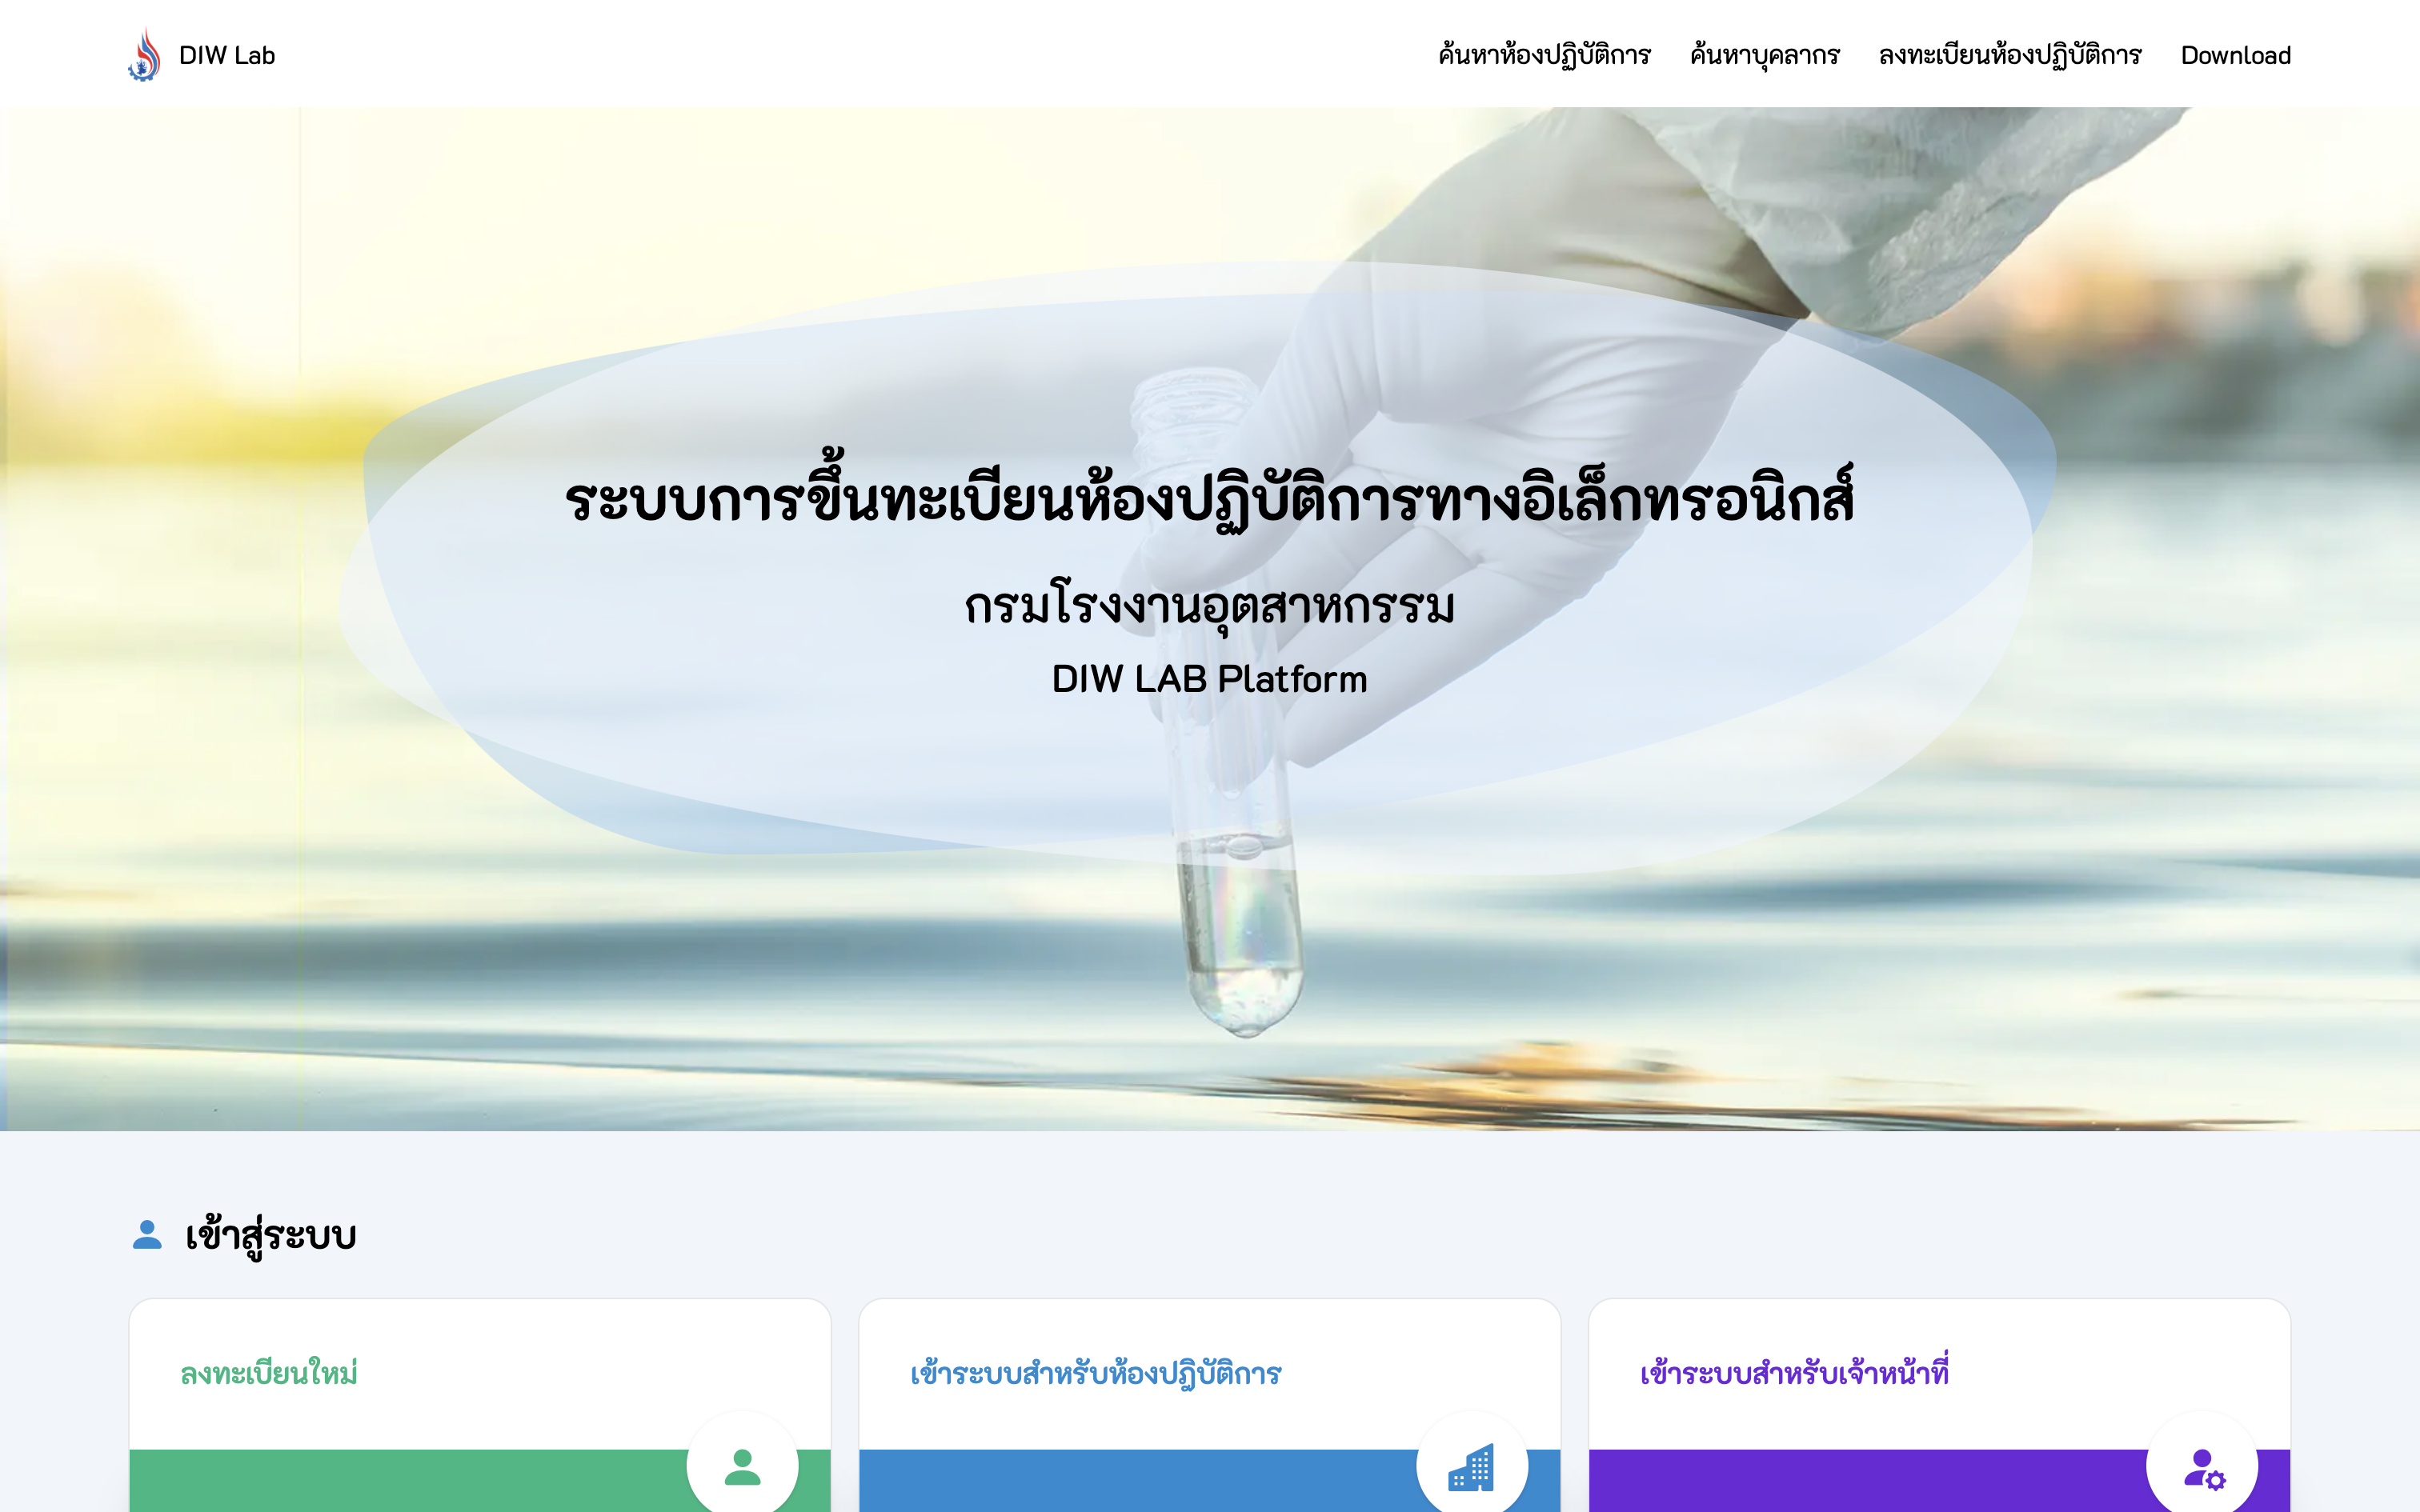 DIW Lab
ค้นหาห้องปฏิบัติการ
ค้นหาบุคลากร
ลงทะเบียนห้องปฏิบัติการ
Download
ระบบการขึ้นทะเบียนห้องปฏิบัติการทางอิเล็กทรอนิกส์
กรมโรงงานอุตสาหกรรม
DIW LAB Platform
เข้าสู่ระบบ
ลงทะเบียนใหม่
เข้าระบบสำหรับห้องปฏิบัติการ
เข้าระบบสำหรับเจ้าหน้าที่